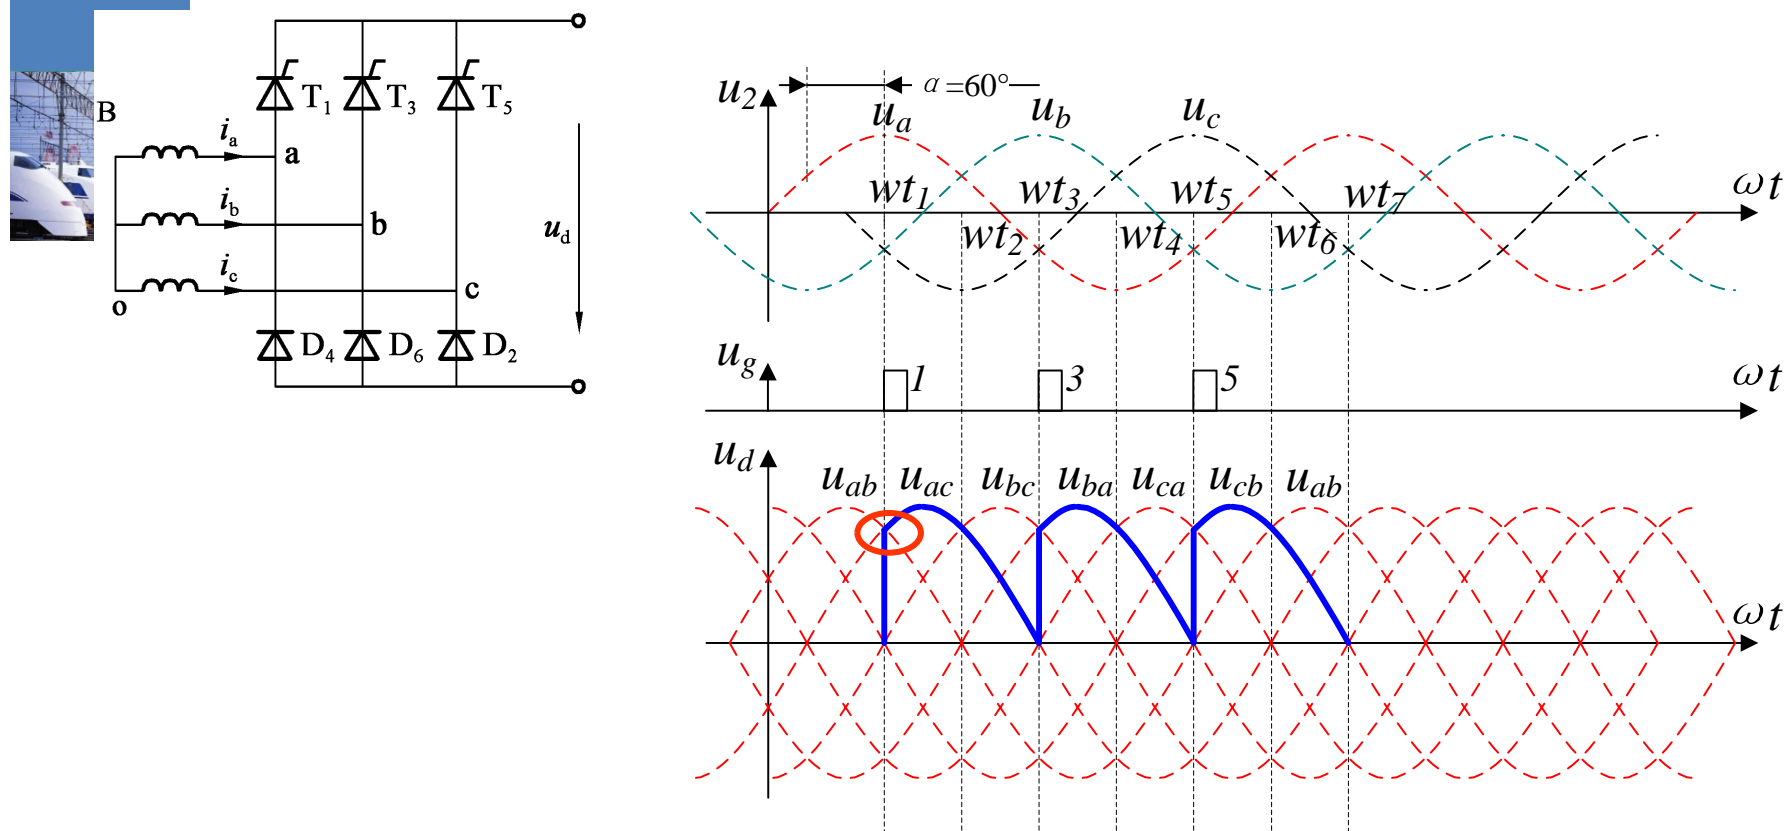 B
T1 T3 T5
ia
a
ib
b
ud
ic
c
o
D4 D6 D2
α=60°
u2
ua ub uc
ωt
wt1 wt3 wt5 wt7
wt2 wt4 wt6
ug
1 3 5
ωt
ud
uab uac ubc uba uca ucb uab
ωt